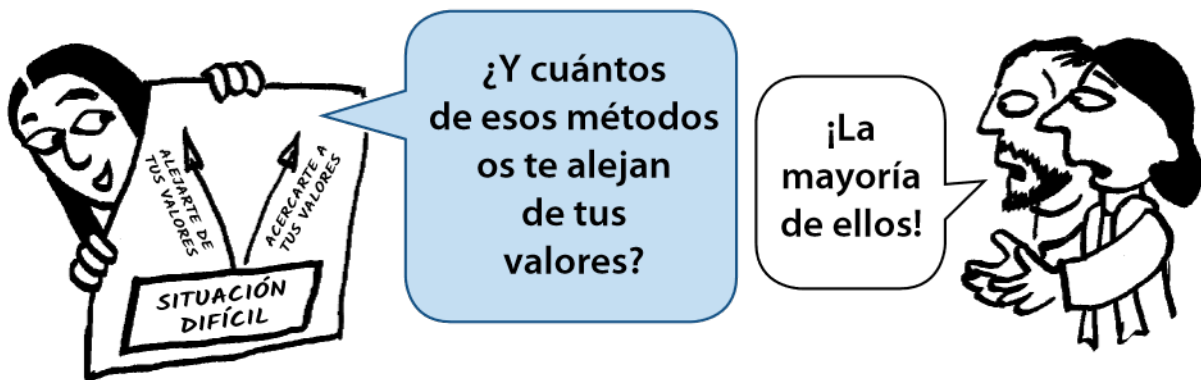 ALEJARTE DE
TUS VALORES
ACERCARTE A
TUS VALORES
SITUACIÓN
DIFÍCIL
¿Y cuántos
de esos métodos
os te alejan
de tus
valores?
¡La
mayoría
de ellos!